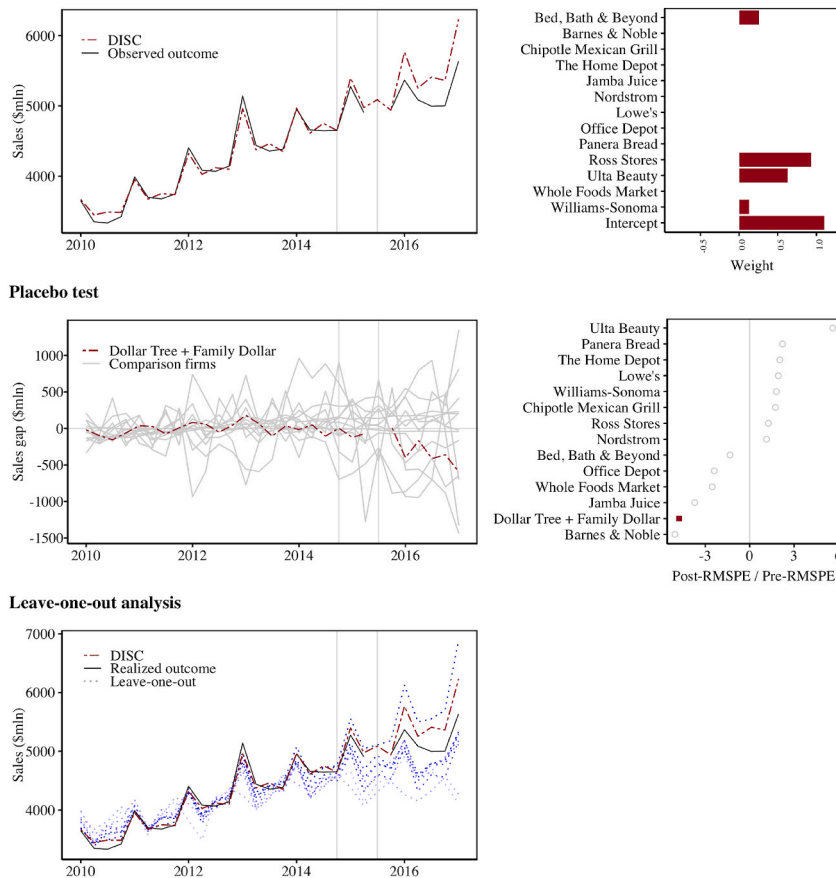 6000
5000
4000
Sales ($mln)
DISC
Observed outcome
2010
2012
2014
2016
Bed, Bath & Beyond
Barnes & Noble
Chipotle Mexican Grill
The Home Depot
Jamba Juice
Nordstrom
Lowe's
Office Depot
Panera Bread
Ross Stores
Ulta Beauty
Whole Foods Market
Williams-Sonoma
Intercept
-0.5
0.0
0.5
1.0
Weight
Placebo test
1000
500
0
-500
-1000
-1500
Sales gap ($mln)
Dollar Tree + Family Dollar
Comparison firms
2010
2012
2014
2016
Ulta Beauty
Panera Bread
The Home Depot
Lowe's
Williams-Sonoma
Chipotle Mexican Grill
Ross Stores
Nordstrom
Bed, Bath & Beyond
Office Depot
Whole Foods Market
Jamba Juice
Dollar Tree + Family Dollar
Barnes & Noble
-3
0
3
Post-RMSPE / Pre-RMSPE
Leave-one-out analysis
7000
6000
5000
4000
Sales ($mln)
DISC
Realized outcome
Leave-one-out
2010
2012
2014
2016